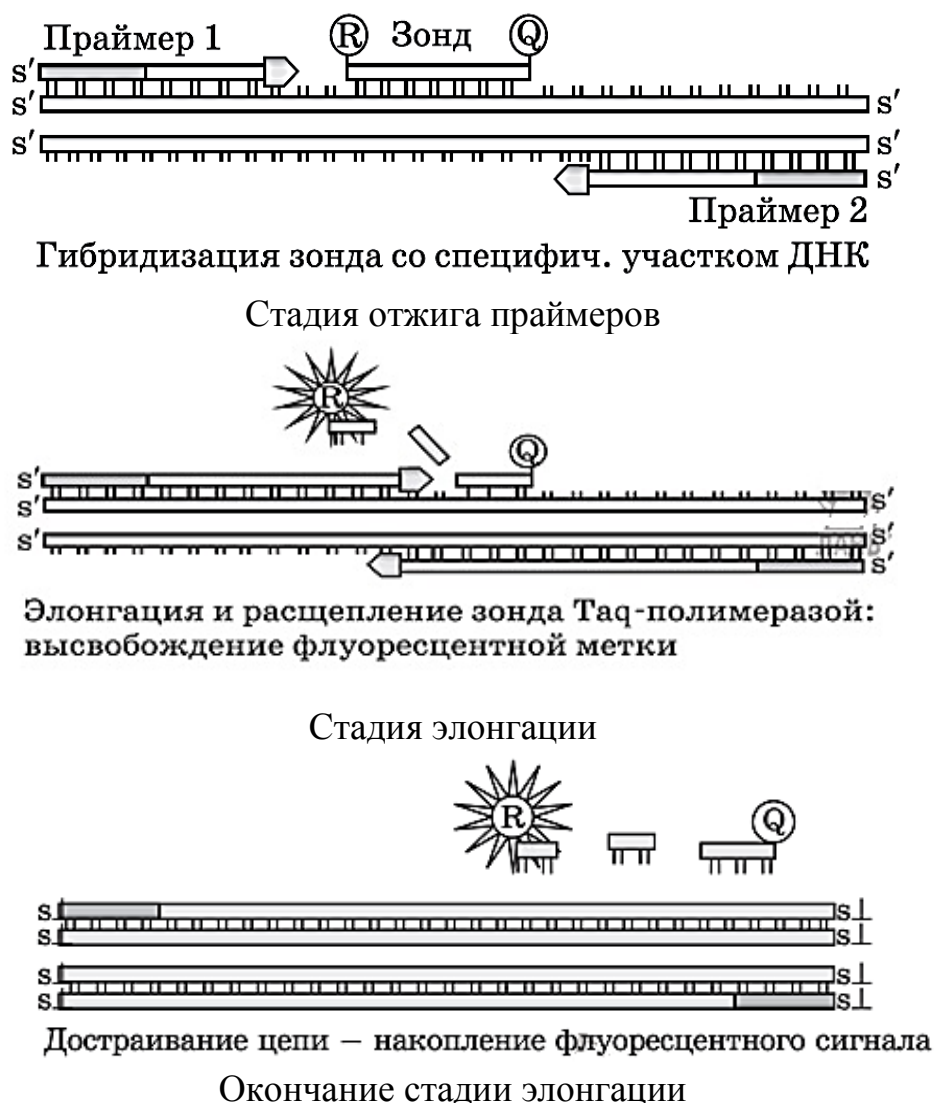 Праймер 1 R Зонд Q
s′
s′ s′
s′ s′
s′
Праймер 2
Гибридизация зонда со специфич. участком ДНК
Стадия отжига праймеров
R
Q
s′
s′ s′
s′ s′
s′
Элонгация и расщепление зонда Taq-полимеразой:
высвобождение флуоресцентной метки
Стадия элонгации
R Q
s s
s s
s s
s s
Достраивание цепи – накопление флуоресцентного сигнала
Окончание стадии элонгации